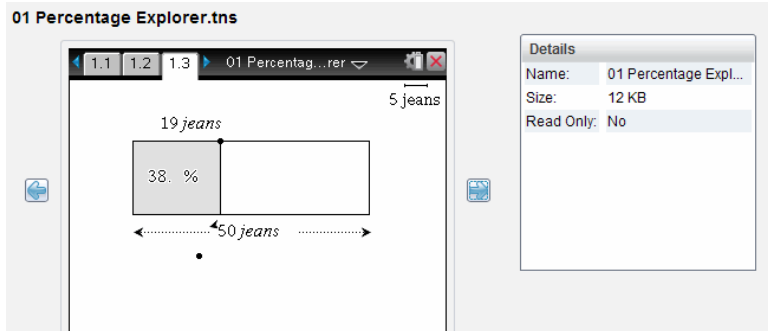 01 Percentage Explorer.tns
1.1 1.2 1.3 01 Percentag...rer
5 jeans
19 jeans
38. %
50 jeans
Details
Name: 01 Percentage Expl...
Size: 12 KB
Read Only: No